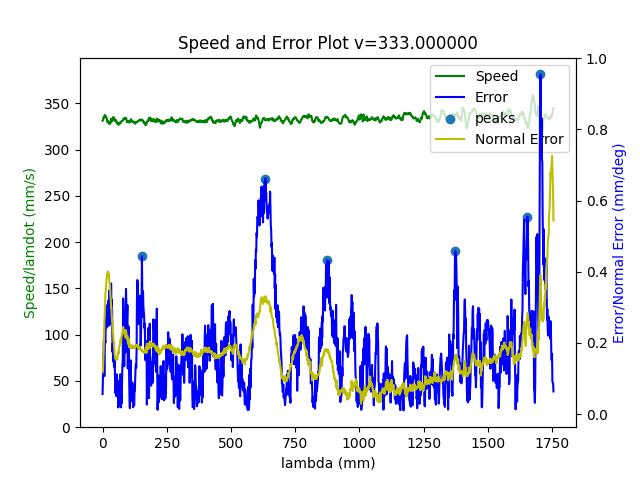 Speed and Error Plot v=333.000000
Speed
Error
peaks
Normal Error
Speed/lamdot (mm/s)
0
50
100
150
200
250
300
350
0
250
500
750
1000
1250
1500
1750
lambda (mm)
0.0
0.2
0.4
0.6
0.8
1.0
Error/Normal Error (mm/deg)